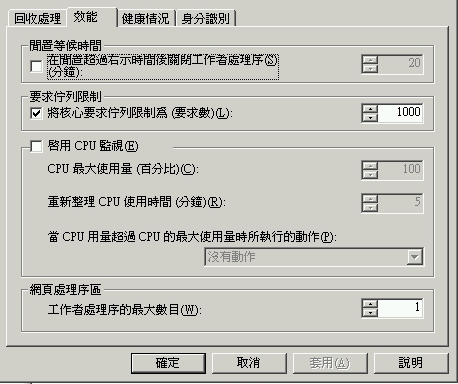 回收處理 效能 健康情況 身分識別
閒置等候時間
在閒置超過右示時間後關閉工作者處理序(S)
(分鐘):
20
要求佇列限制
將核心要求佇列限制為 (要求數)(L): 1000
啟用 CPU 監視(E)
CPU 最大使用量 (百分比)(C): 100
重新整理 CPU 使用時間 (分鐘)(R): 5
當 CPU 用量超過 CPU 的最大使用量時所執行的動作(P):
沒有動作
網頁處理序區
工作者處理序的最大數目(W): 1
確定 取消 套用(A) 說明